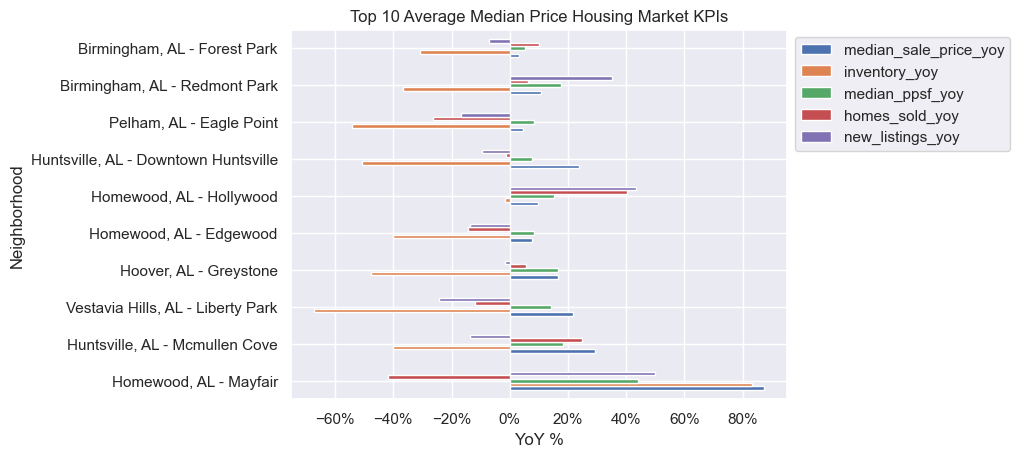 Top 10 Average Median Price Housing Market KPIs
Neighborhood
Birmingham, AL - Forest Park
Birmingham, AL - Redmont Park
Pelham, AL - Eagle Point
Huntsville, AL - Downtown Huntsville
Homewood, AL - Hollywood
Homewood, AL - Edgewood
Hoover, AL - Greystone
Vestavia Hills, AL - Liberty Park
Huntsville, AL - Mcmullen Cove
Homewood, AL - Mayfair
−60% −40% −20% 0% 20% 40% 60% 80%
YoY %
median_sale_price_yoy
inventory_yoy
median_ppsf_yoy
homes_sold_yoy
new_listings_yoy